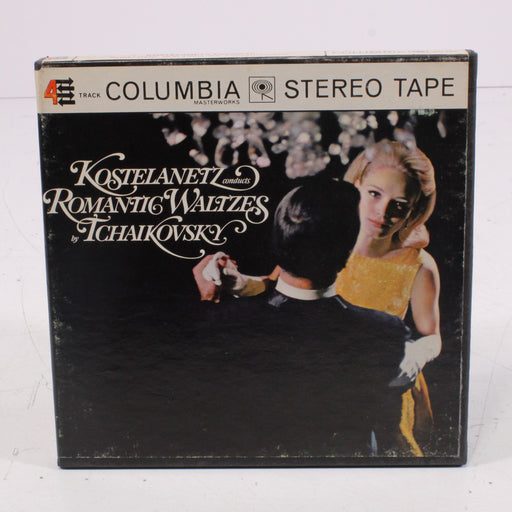 4 TRACK COLUMBIA STEREO TAPE
MASTERWORKS
KOSTELANETZ conducts
ROMANTIC WALTZES
by TCHAIKOVSKY